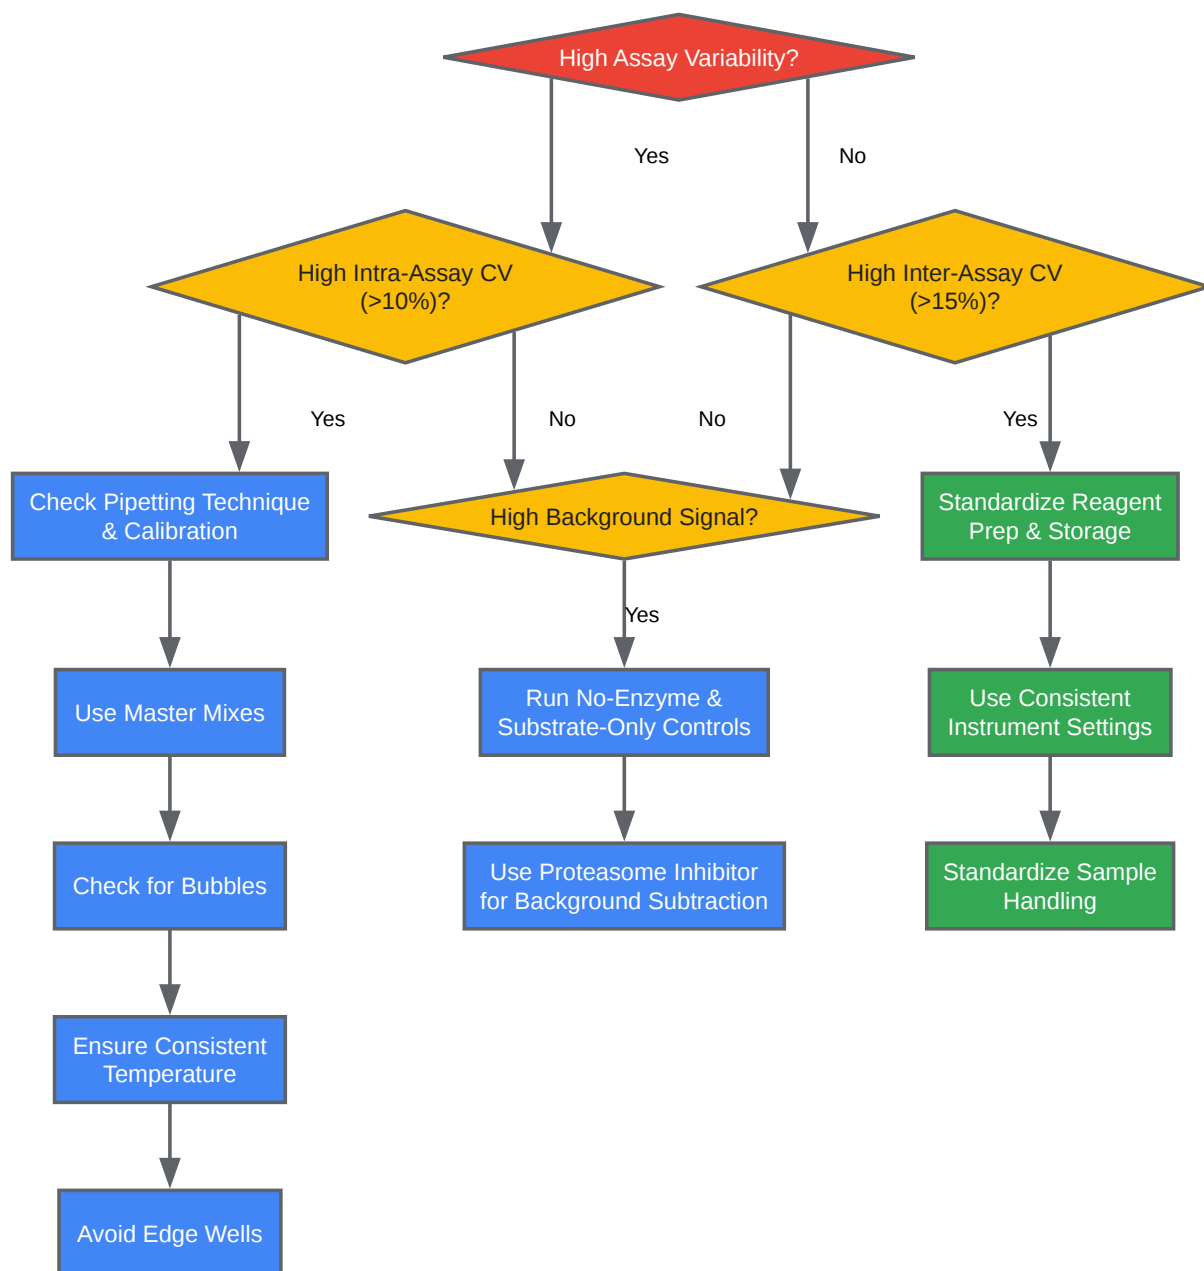 High Assay Variability?
Yes
No
High Intra-Assay CV
(>10%)?
High Inter-Assay CV
(>15%)?
Yes
No
No
Yes
Check Pipetting Technique
& Calibration
High Background Signal?
Standardize Reagent
Prep & Storage
Yes
Use Master Mixes
Run No-Enzyme &
Substrate-Only Controls
Use Consistent
Instrument Settings
Check for Bubbles
Use Proteasome Inhibitor
for Background Subtraction
Standardize Sample
Handling
Ensure Consistent
Temperature
Avoid Edge Wells